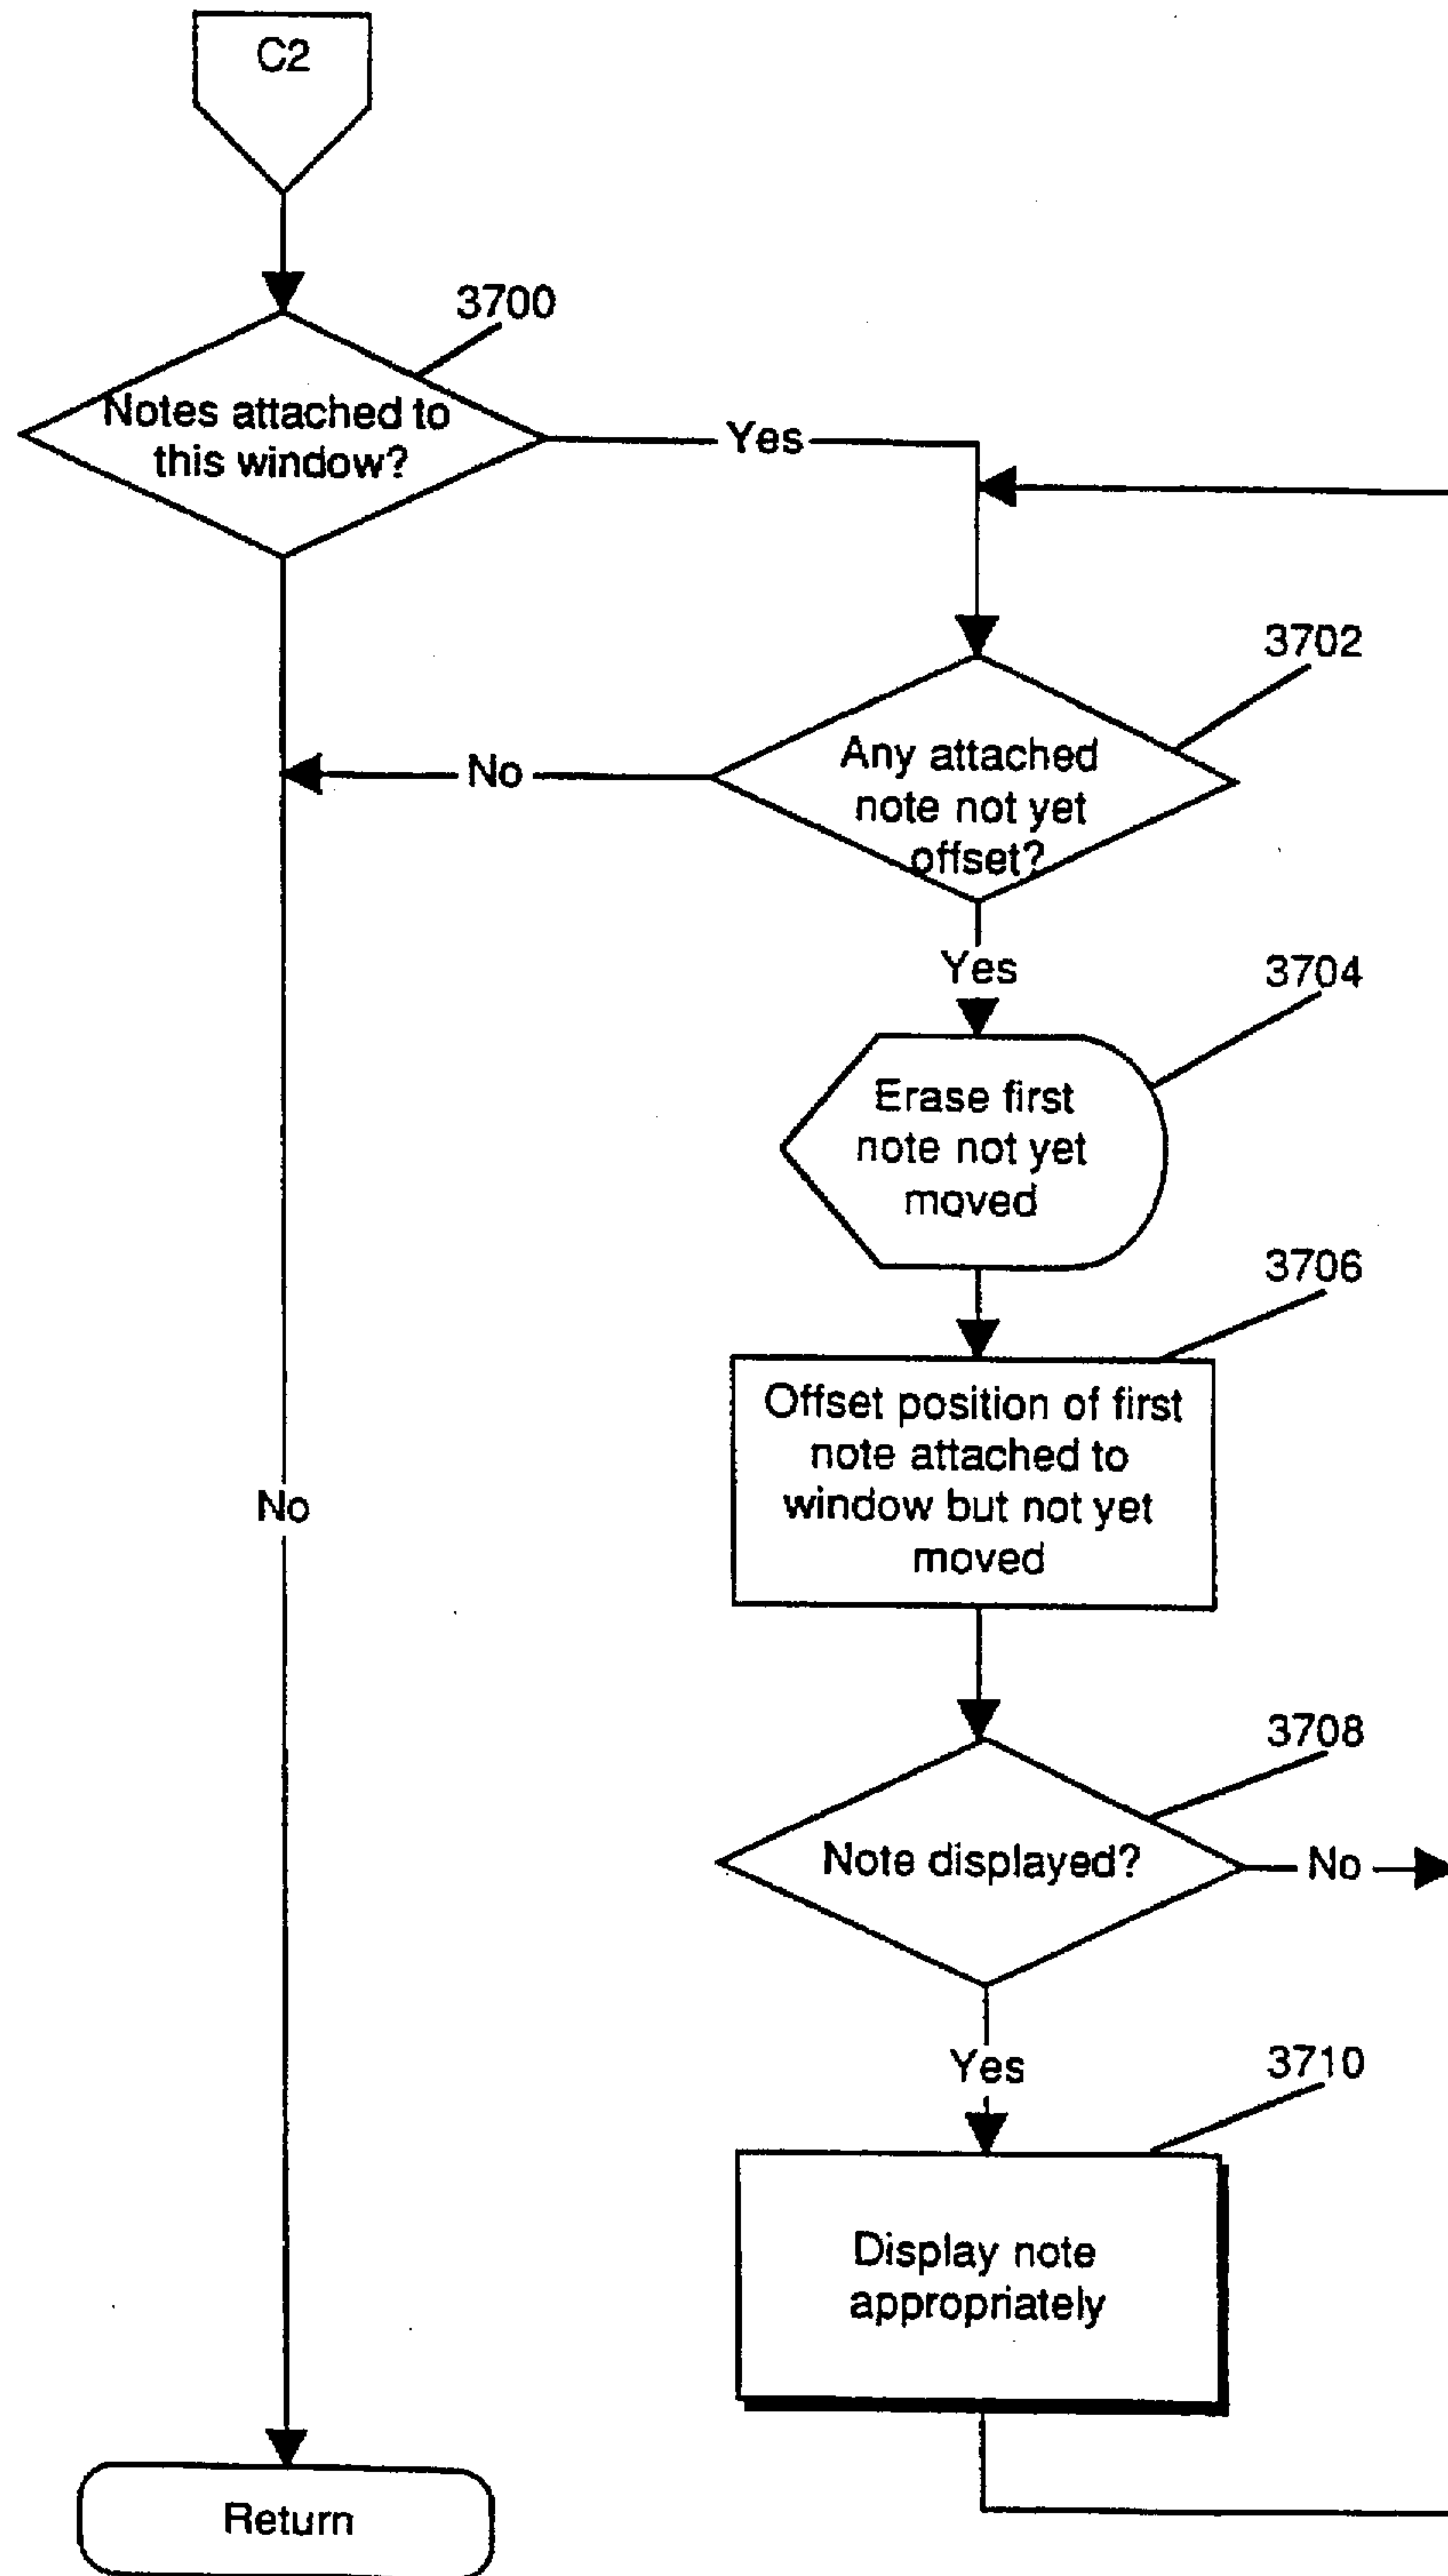 C2
3700
Notes attached to
this window?
Yes
3702
Any attached
note not yet
offset?
No
Yes
3704
Erase first
note not yet
moved
3706
Offset position of first
note attached to
window but not yet
moved
No
3708
Note displayed?
No
Yes
3710
Display note
appropriately
Return